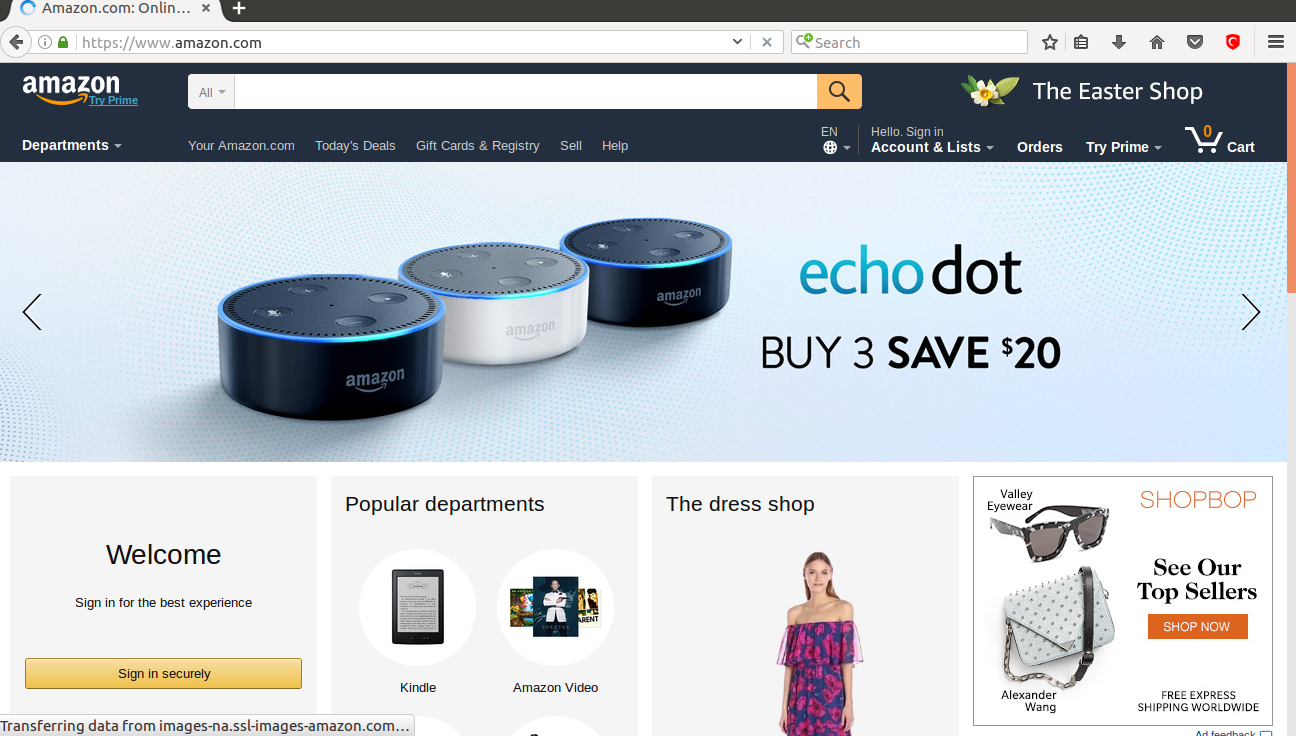 Amazon.com: Onlin…
https://www.amazon.com
Search
amazon
Try Prime
All
The Easter Shop
Departments
Your Amazon.com
Today's Deals
Gift Cards & Registry
Sell
Help
EN
Hello. Sign in
Account & Lists
Orders
Try Prime
0
Cart
amazon
amazon
amazon
echo dot
BUY 3 SAVE $20
Welcome
Sign in for the best experience
Sign in securely
Popular departments
Kindle
SPECTRE
Amazon Video
The dress shop
Valley
Eyewear
SHOPBOP
See Our
Top Sellers
SHOP NOW
Alexander
Wang
FREE EXPRESS
SHIPPING WORLDWIDE
Ad feedback
Transferring data from images-na.ssl-images-amazon.com…